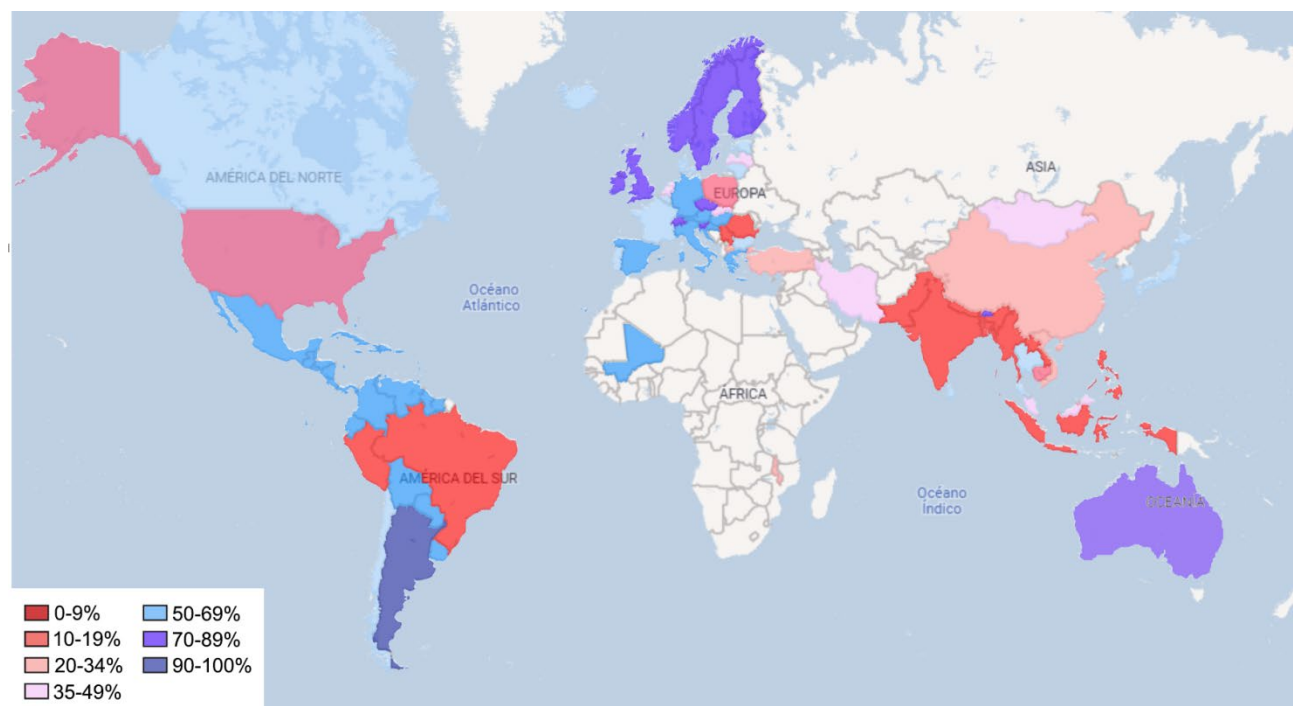 AMÉRICA DEL NORTE
ASIA
EUROPA
Océano
Atlántico
ÁFRICA
AMÉRICA DEL SUR
Océano
Índico
OCEANÍA
0-9%
10-19%
20-34%
35-49%
50-69%
70-89%
90-100%